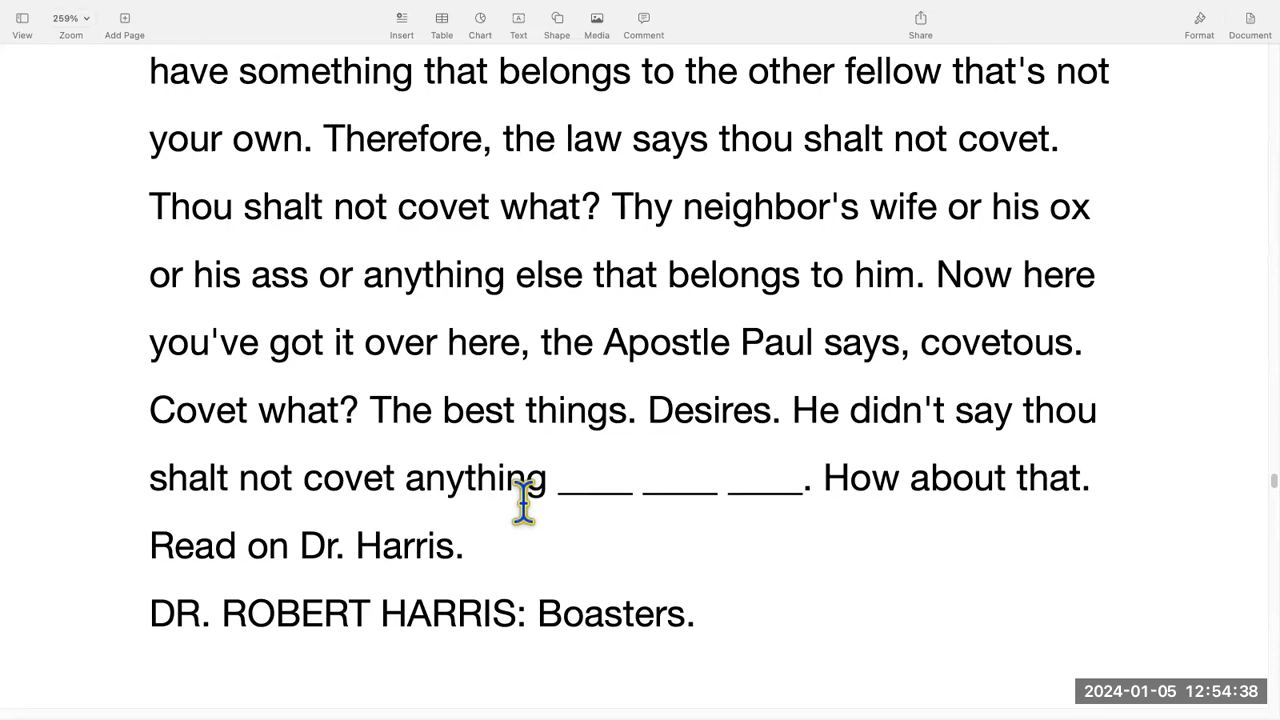 259%
View
Zoom
Add Page
Insert
Table
Chart
Text
Shape
Media
Comment
Share
Format
Document
have something that belongs to the other fellow that's not
your own. Therefore, the law says thou shalt not covet.
Thou shalt not covet what? Thy neighbor's wife or his ox
or his ass or anything else that belongs to him. Now here
you've got it over here, the Apostle Paul says, covetous.
Covet what? The best things. Desires. He didn't say thou
shalt not covet anything ____ ____ ____. How about that.
Read on Dr. Harris.
DR. ROBERT HARRIS: Boasters.
2024-01-05 12:54:38